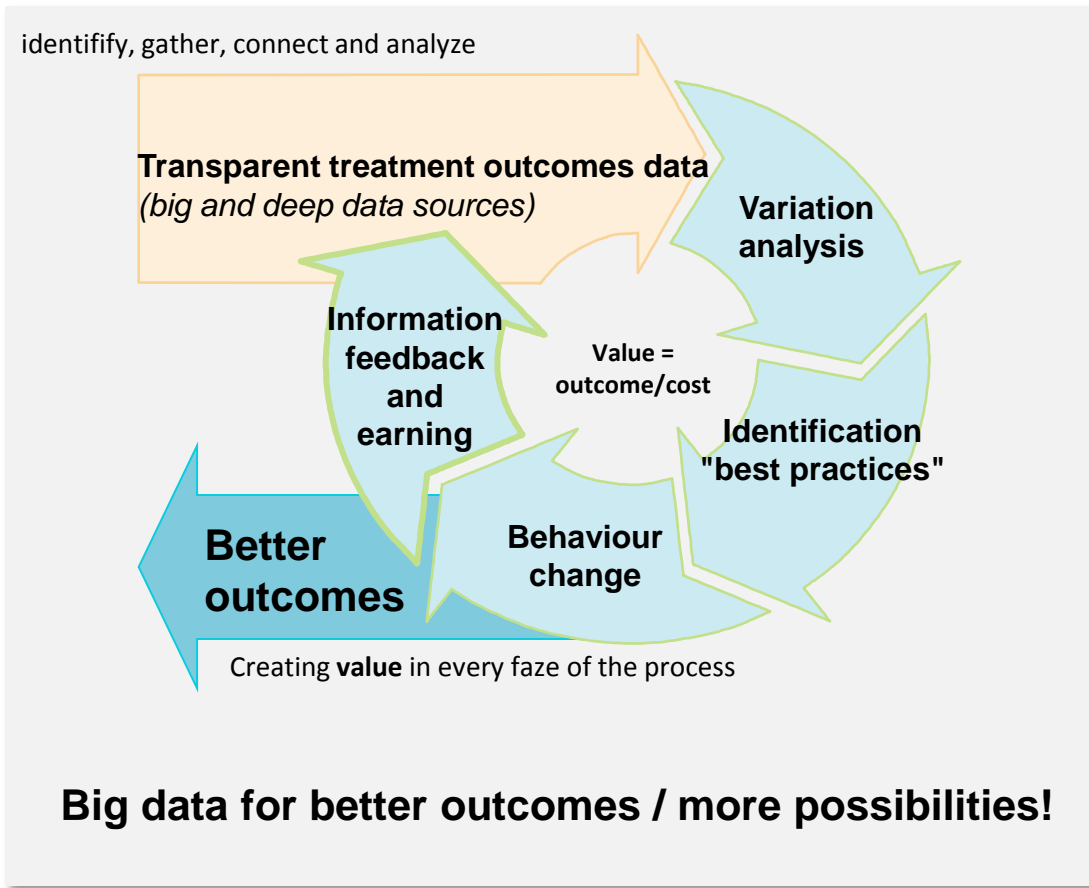 identifify, gather, connect and analyze
Transparent treatment outcomes data
(big and deep data sources)
Variation
analysis
Information
feedback
and
earning
Value =
outcome/cost
Identification
"best practices"
Behaviour
change
Better
outcomes
Creating value in every faze of the process
Big data for better outcomes / more possibilities!